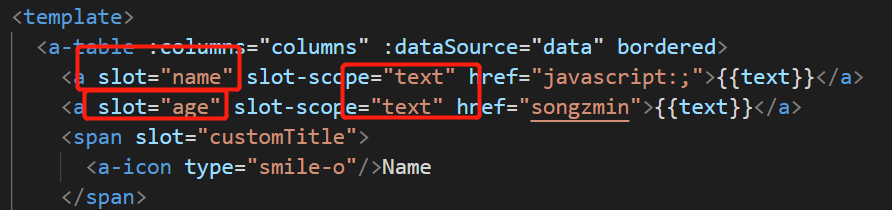 <template>
<a-table :columns="columns" :dataSource="data" bordered>
<a slot="name" slot-scope="text" href="javascript:;">{{text}}</a>
<a slot="age" slot-scope="text" href="songzmin">{{text}}</a>
<span slot="customTitle">
<a-icon type="smile-o"/>Name
</span>